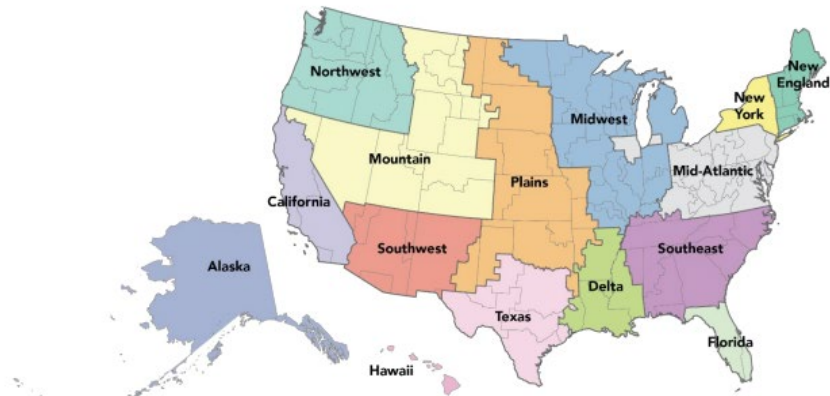 Northwest
New
England
New
York
Midwest
Mountain
Mid-Atlantic
Plains
California
Southwest
Southeast
Alaska
Delta
Texas
Florida
Hawaii